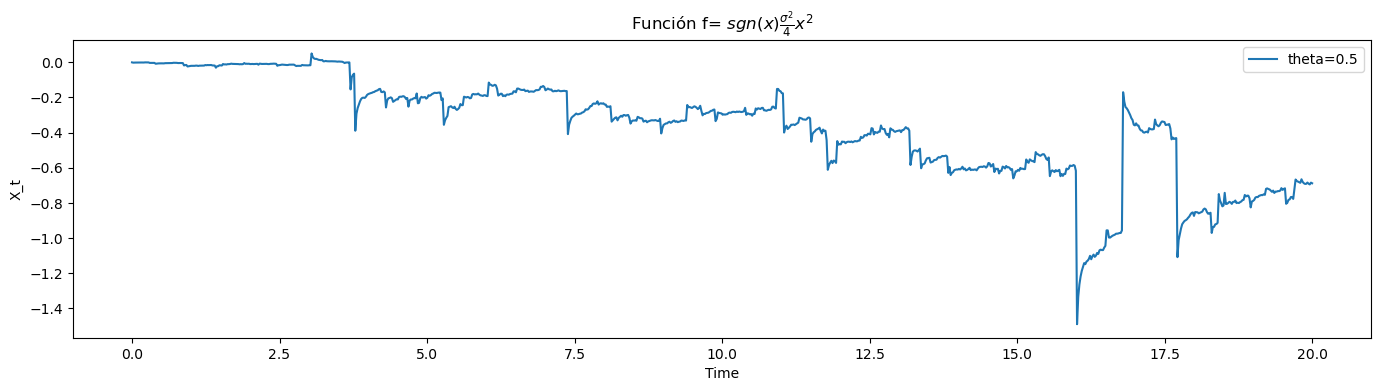 Función f= $sgn(x)\frac{\sigma^2}{4}x^2$
theta=0.5
X_t
0.0
−0.2
−0.4
−0.6
−0.8
−1.0
−1.2
−1.4
0.0 2.5 5.0 7.5 10.0 12.5 15.0 17.5 20.0
Time